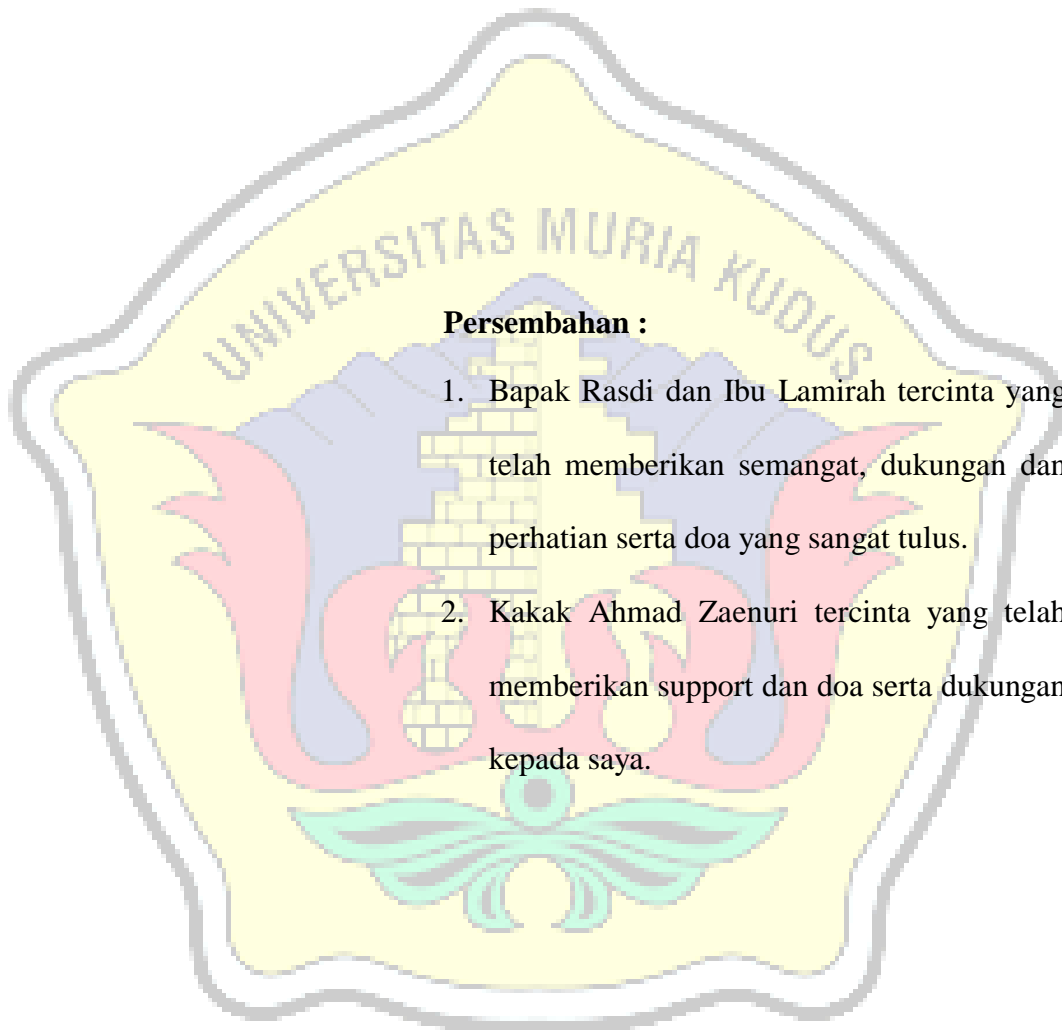 UNIVERSITAS MURIA KUDUS
Persembahan :
1. Bapak Rasdi dan Ibu Lamirah tercinta yang
telah memberikan semangat, dukungan dan
perhatian serta doa yang sangat tulus.
2. Kakak Ahmad Zaenuri tercinta yang telah
memberikan support dan doa serta dukungan
kepada saya.